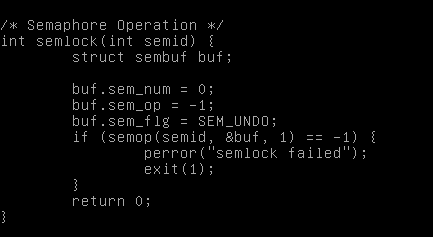 /* Semaphore Operation */
int semlock(int semid) {
        struct sembuf buf;

        buf.sem_num = 0;
        buf.sem_op = -1;
        buf.sem_flg = SEM_UNDO;
        if (semop(semid, &buf, 1) == -1) {
                perror("semlock failed");
                exit(1);
        }
        return 0;
}